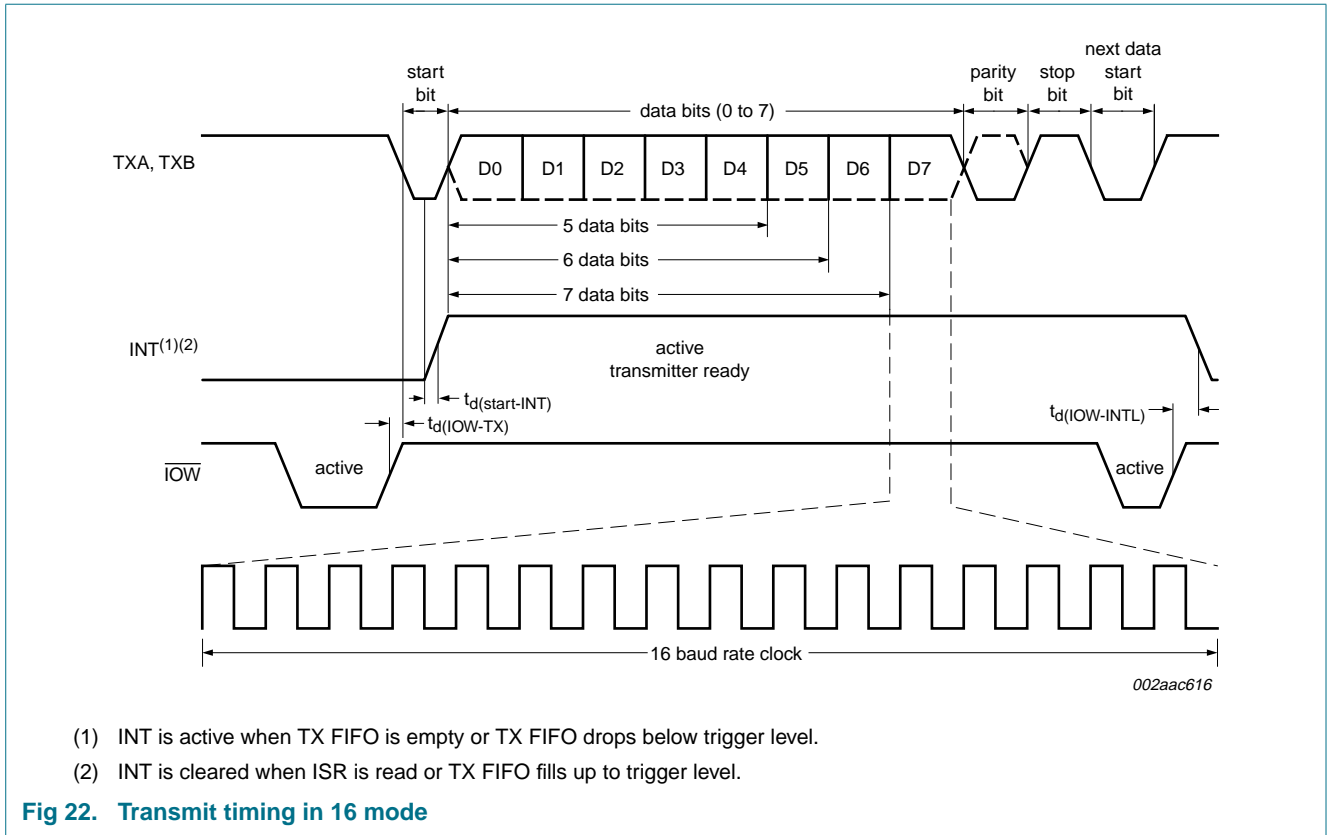 next data
start
bit
start
bit
parity
bit
stop
bit
data bits (0 to 7)
TXA, TXB
D0 D1 D2 D3 D4 D5 D6 D7
5 data bits
6 data bits
7 data bits
INT(1)(2)
active
transmitter ready
td(start-INT)
td(IOW-TX)
td(IOW-INTL)
IOW
active
active
16 baud rate clock
002aac616
(1) INT is active when TX FIFO is empty or TX FIFO drops below trigger level.
(2) INT is cleared when ISR is read or TX FIFO fills up to trigger level.
Fig 22. Transmit timing in 16 mode